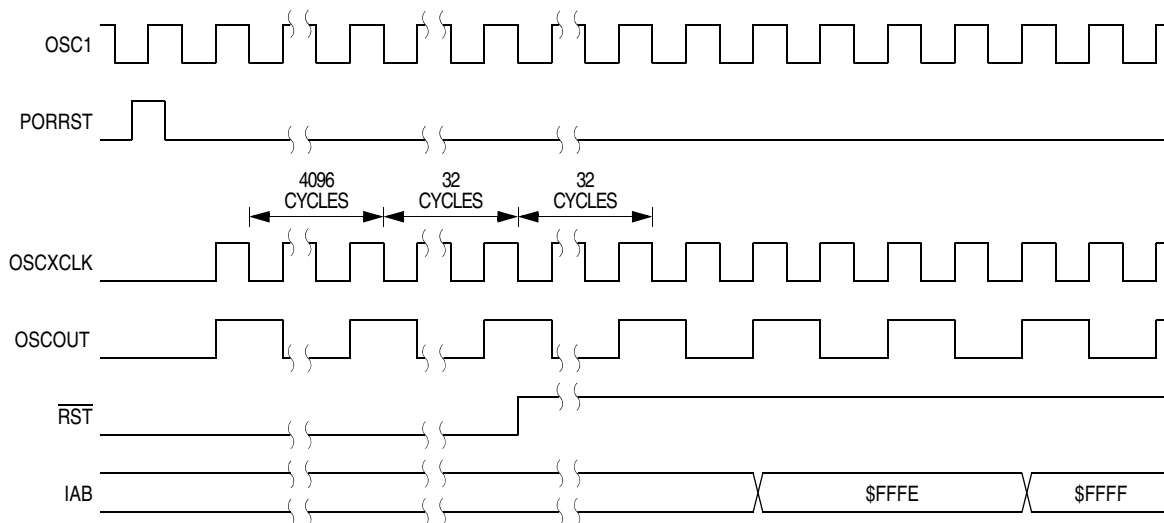 OSC1
PORRST
4096
CYCLES
32
CYCLES
32
CYCLES
OSCXCLK
OSCOUT
RST
IAB
$FFFE
$FFFF